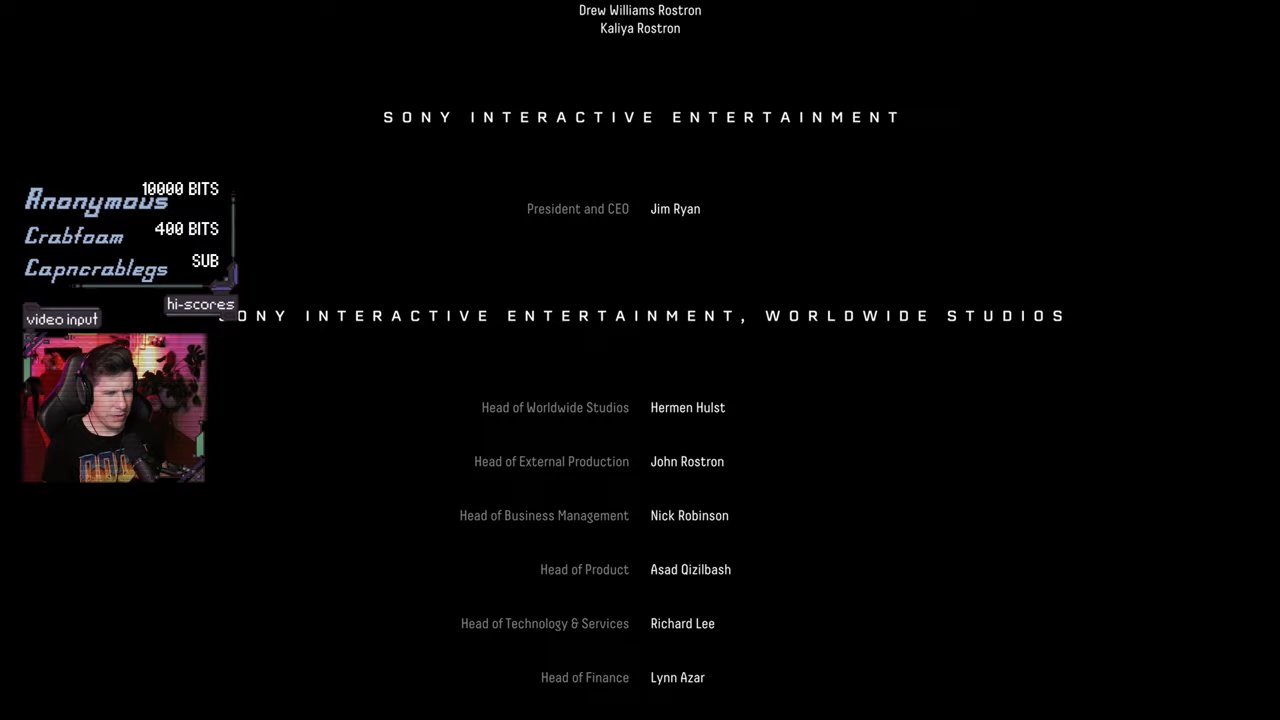 Drew Williams Rostron
Kaliya Rostron
SONY INTERACTIVE ENTERTAINMENT
10000 BITS
Anonymous
President and CEO Jim Ryan
400 BITS
Crabfoam
SUB
Capncrablegs
hi-scores
video input
SONY INTERACTIVE ENTERTAINMENT, WORLDWIDE STUDIOS
Head of Worldwide Studios Hermen Hulst
Head of External Production John Rostron
Head of Business Management Nick Robinson
Head of Product Asad Qizilbash
Head of Technology & Services Richard Lee
Head of Finance Lynn Azar